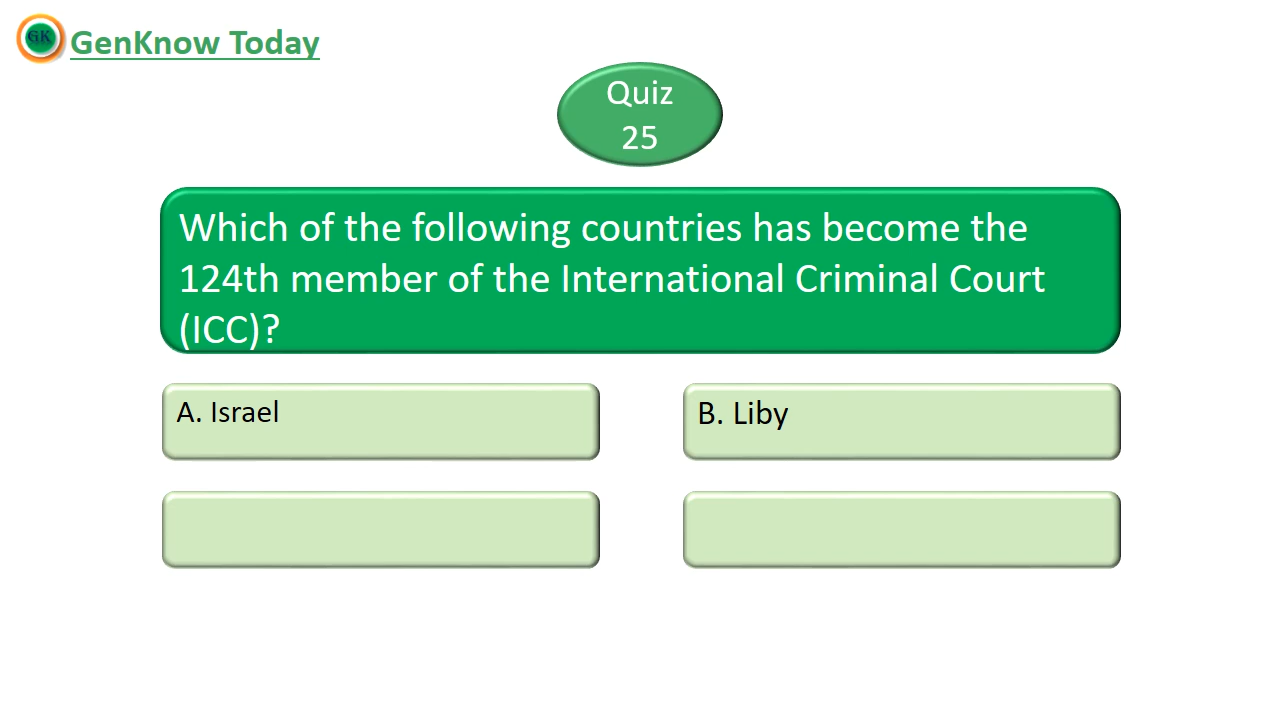 GK
GenKnow Today
Quiz
25
Which of the following countries has become the
124th member of the International Criminal Court
(ICC)?
A. Israel
B. Liby